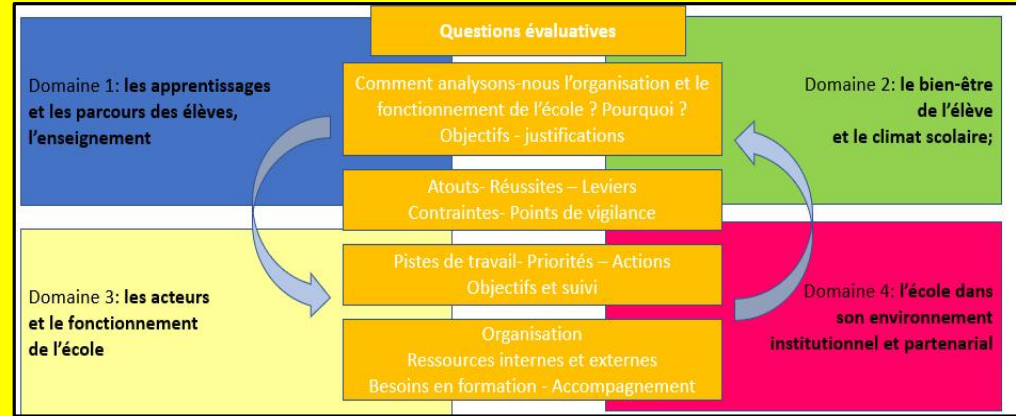 Questions évaluatives
Domaine 1: les apprentissages
et les parcours des élèves,
l'enseignement
Comment analysons-nous l'organisation et le
fonctionnement de l'école ? Pourquoi ?
Objectifs - justifications
Domaine 2: le bien-être
de l'élève
et le climat scolaire;
Atouts- Réussites – Leviers
Contraintes- Points de vigilance
Pistes de travail- Priorités – Actions
Objectifs et suivi
Domaine 3: les acteurs
et le fonctionnement
de l'école
Domaine 4: l'école dans
son environnement
institutionnel et partenarial
Organisation
Ressources internes et externes
Besoins en formation - Accompagnement